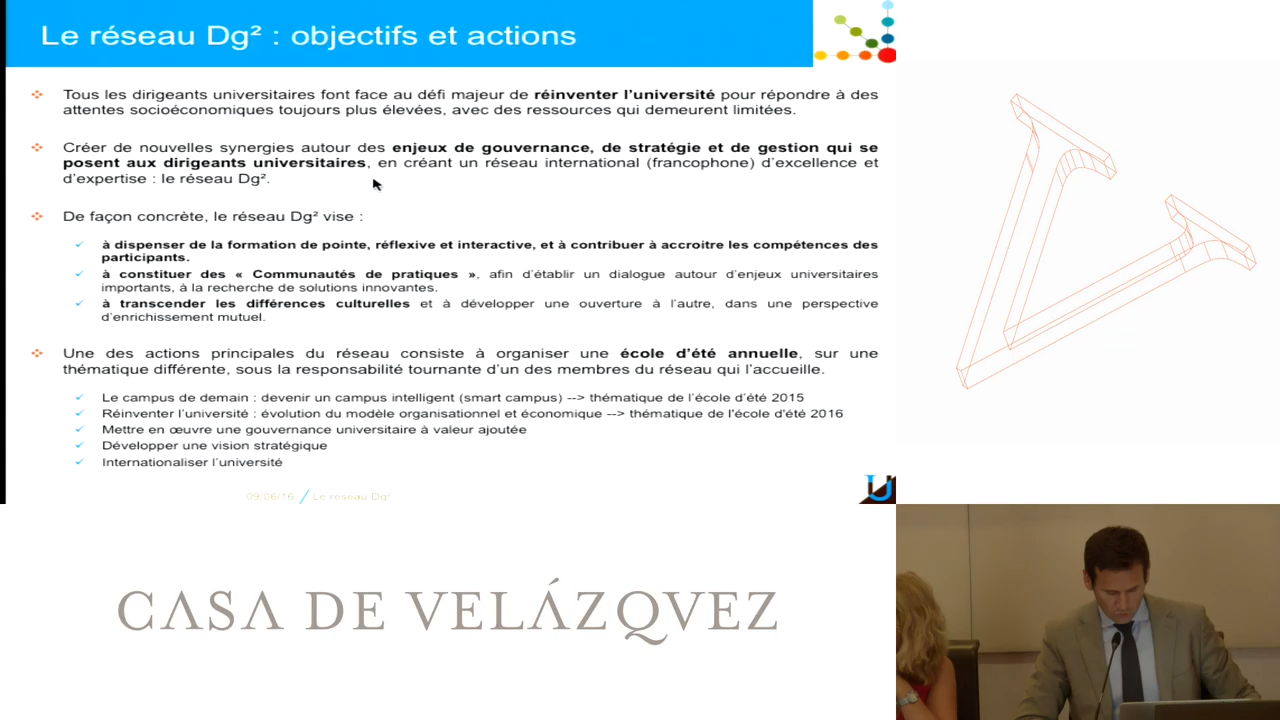 Le réseau Dg² : objectifs et actions
Tous les dirigeants universitaires font face au défi majeur de réinventer l’université pour répondre à des
attentes socioéconomiques toujours plus élevées, avec des ressources qui demeurent limitées.
Créer de nouvelles synergies autour des enjeux de gouvernance, de stratégie et de gestion qui se
posent aux dirigeants universitaires, en créant un réseau international (francophone) d’excellence et
d’expertise : le réseau Dg².
De façon concrète, le réseau Dg² vise :
à dispenser de la formation de pointe, réflexive et interactive, et à contribuer à accroitre les compétences des
participants.
à constituer des « Communautés de pratiques », afin d’établir un dialogue autour d’enjeux universitaires
importants, à la recherche de solutions innovantes.
à transcender les différences culturelles et à développer une ouverture à l’autre, dans une perspective
d’enrichissement mutuel.
Une des actions principales du réseau consiste à organiser une école d’été annuelle, sur une
thématique différente, sous la responsabilité tournante d’un des membres du réseau qui l’accueille.
Le campus de demain : devenir un campus intelligent (smart campus) --> thématique de l’école d’été 2015
Réinventer l’université : évolution du modèle organisationnel et économique --> thématique de l'école d'été 2016
Mettre en œuvre une gouvernance universitaire à valeur ajoutée
Développer une vision stratégique
Internationaliser l’université
09/06/16 / Le réseau Dg²
CASA DE VELÁZQVEZ